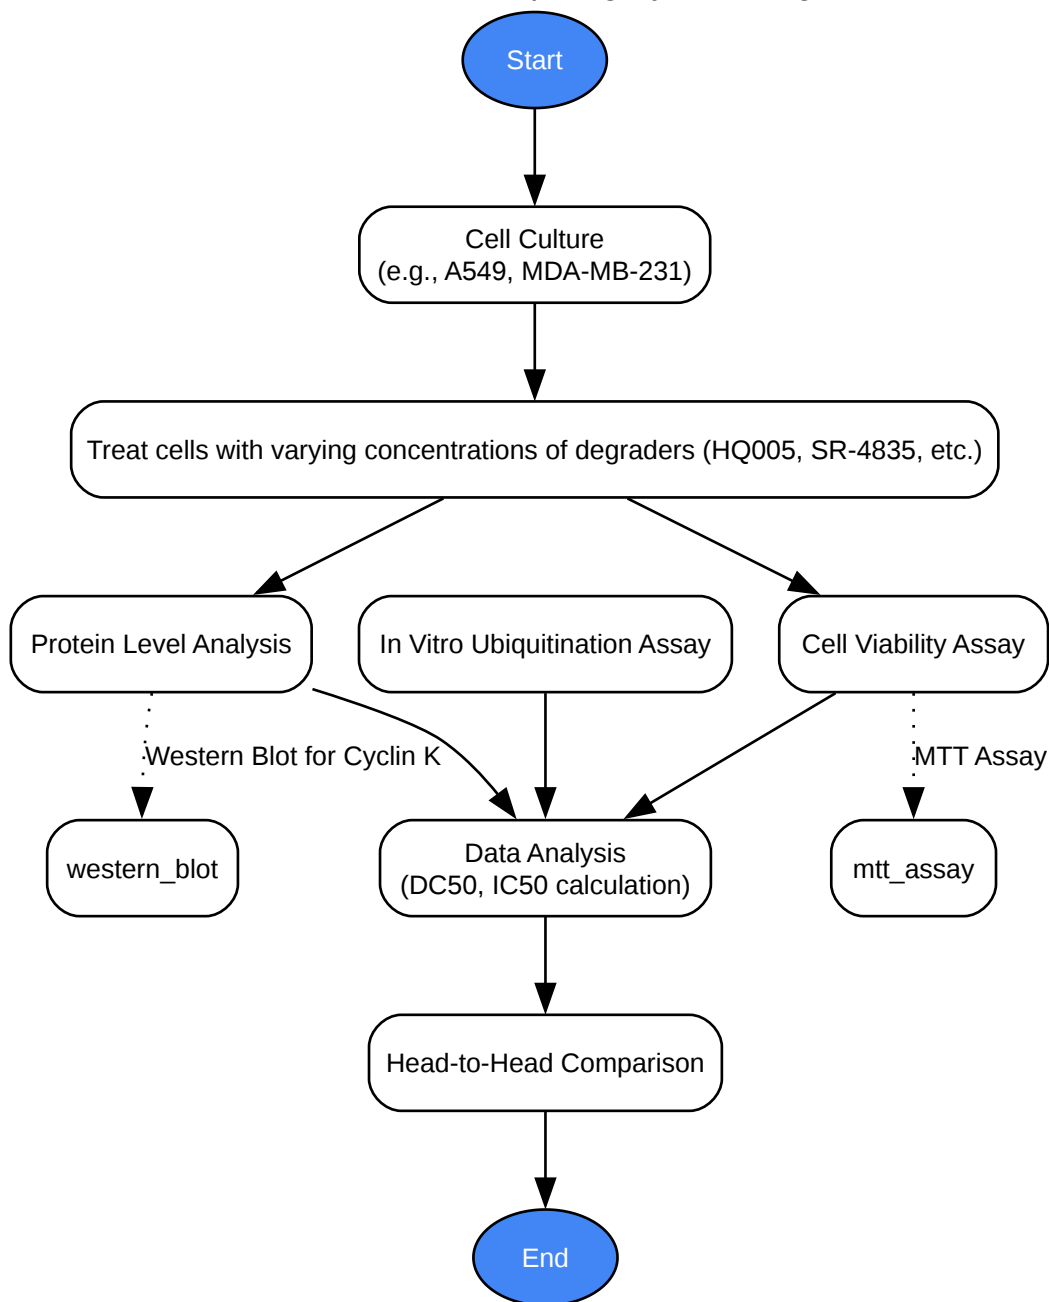 Start
Cell Culture
(e.g., A549, MDA-MB-231)
Treat cells with varying concentrations of degraders (HQ005, SR-4835, etc.)
Protein Level Analysis
In Vitro Ubiquitination Assay
Cell Viability Assay
Western Blot for Cyclin K
MTT Assay
western_blot
Data Analysis
(DC50, IC50 calculation)
mtt_assay
Head-to-Head Comparison
End